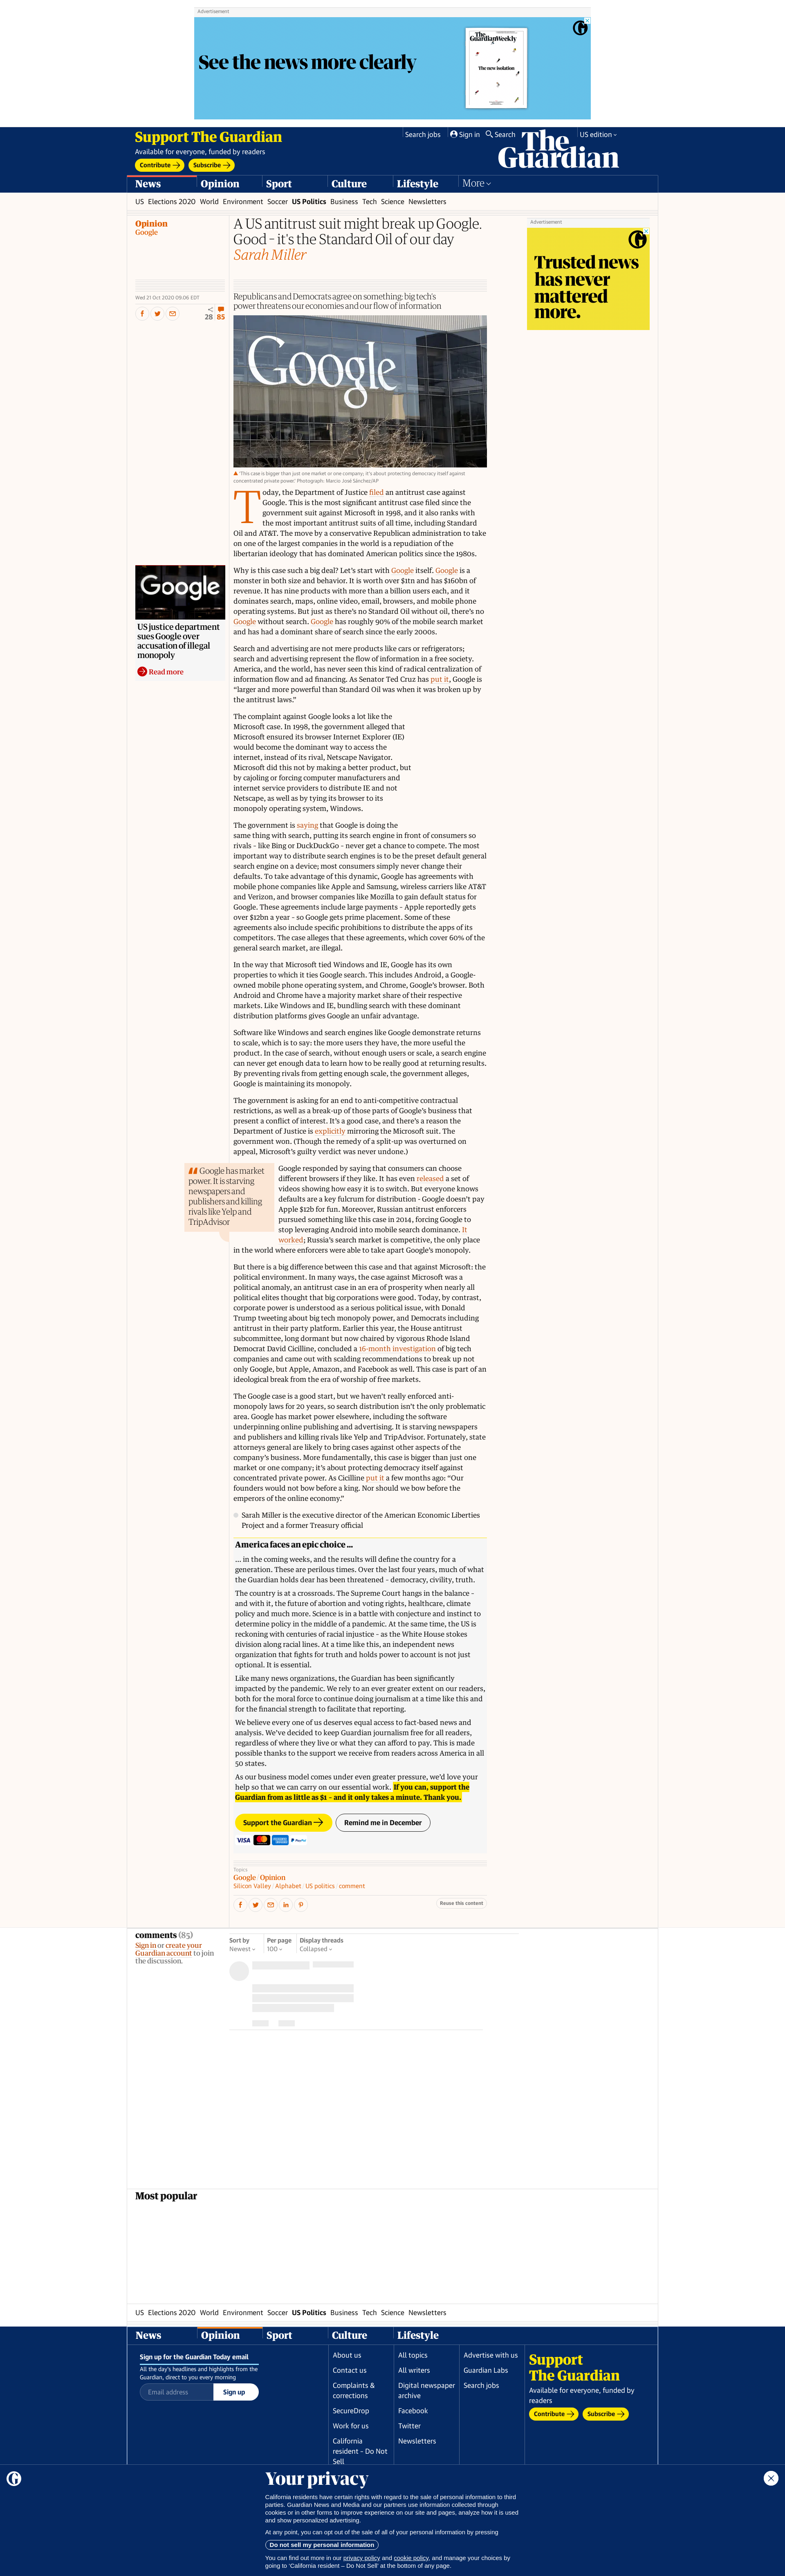 Advertisement
See the news more clearly
The
GuardianWeekly
The new isolation
Support The Guardian
Available for everyone, funded by readers
Contribute
Subscribe
Search jobs
Sign in
Search
US edition
The
Guardian
News
Opinion
Sport
Culture
Lifestyle
More
US Elections 2020 World Environment Soccer US Politics Business Tech Science Newsletters
Opinion
Google
A US antitrust suit might break up Google.
Good – it's the Standard Oil of our day
Sarah Miller
Advertisement
Trusted news
has never
mattered
more.
Wed 21 Oct 2020 09.06 EDT
28 85
Republicans and Democrats agree on something: big tech's
power threatens our economies and our flow of information
Google
'This case is bigger than just one market or one company; it's about protecting democracy itself against
concentrated private power.' Photograph: Marcio José Sánchez/AP
Today, the Department of Justice filed an antitrust case against
Google. This is the most significant antitrust case filed since the
government suit against Microsoft in 1998, and it also ranks with
the most important antitrust suits of all time, including Standard
Oil and AT&T. The move by a conservative Republican administration to take
on one of the largest companies in the world is a repudiation of the
libertarian ideology that has dominated American politics since the 1980s.
Why is this case such a big deal? Let's start with Google itself. Google is a
monster in both size and behavior. It is worth over $1tn and has $160bn of
revenue. It has nine products with more than a billion users each, and it
dominates search, maps, online video, email, browsers, and mobile phone
operating systems. But just as there's no Standard Oil without oil, there's no
Google without search. Google has roughly 90% of the mobile search market
and has had a dominant share of search since the early 2000s.
Google
US justice department
sues Google over
accusation of illegal
monopoly
Read more
Search and advertising are not mere products like cars or refrigerators;
search and advertising represent the flow of information in a free society.
America, and the world, has never seen this kind of radical centralization of
information flow and ad financing. As Senator Ted Cruz has put it, Google is
“larger and more powerful than Standard Oil was when it was broken up by
the antitrust laws.”
The complaint against Google looks a lot like the
Microsoft case. In 1998, the government alleged that
Microsoft ensured its browser Internet Explorer (IE)
would become the dominant way to access the
internet, instead of its rival, Netscape Navigator.
Microsoft did this not by making a better product, but
by cajoling or forcing computer manufacturers and
internet service providers to distribute IE and not
Netscape, as well as by tying its browser to its
monopoly operating system, Windows.
The government is saying that Google is doing the
same thing with search, putting its search engine in front of consumers so
rivals – like Bing or DuckDuckGo – never get a chance to compete. The most
important way to distribute search engines is to be the preset default general
search engine on a device; most consumers simply never change their
defaults. To take advantage of this dynamic, Google has agreements with
mobile phone companies like Apple and Samsung, wireless carriers like AT&T
and Verizon, and browser companies like Mozilla to gain default status for
Google. These agreements include large payments – Apple reportedly gets
over $12bn a year – so Google gets prime placement. Some of these
agreements also include specific prohibitions to distribute the apps of its
competitors. The case alleges that these agreements, which cover 60% of the
general search market, are illegal.
In the way that Microsoft tied Windows and IE, Google has its own
properties to which it ties Google search. This includes Android, a Google-
owned mobile phone operating system, and Chrome, Google's browser. Both
Android and Chrome have a majority market share of their respective
markets. Like Windows and IE, bundling search with these dominant
distribution platforms gives Google an unfair advantage.
Software like Windows and search engines like Google demonstrate returns
to scale, which is to say: the more users they have, the more useful the
product. In the case of search, without enough users or scale, a search engine
can never get enough data to learn how to be really good at returning results.
By preventing rivals from getting enough scale, the government alleges,
Google is maintaining its monopoly.
The government is asking for an end to anti-competitive contractual
restrictions, as well as a break-up of those parts of Google's business that
present a conflict of interest. It's a good case, and there's a reason the
Department of Justice is explicitly mirroring the Microsoft suit. The
government won. (Though the remedy of a split-up was overturned on
appeal, Microsoft's guilty verdict was never undone.)
Google has market
power. It is starving
newspapers and
publishers and killing
rivals like Yelp and
TripAdvisor
Google responded by saying that consumers can choose
different browsers if they like. It has even released a set of
videos showing how easy it is to switch. But everyone knows
defaults are a key fulcrum for distribution – Google doesn't pay
Apple $12b for fun. Moreover, Russian antitrust enforcers
pursued something like this case in 2014, forcing Google to
stop leveraging Android into mobile search dominance. It
worked; Russia's search market is competitive, the only place
in the world where enforcers were able to take apart Google's monopoly.
But there is a big difference between this case and that against Microsoft: the
political environment. In many ways, the case against Microsoft was a
political anomaly, an antitrust case in an era of prosperity when nearly all
political elites thought that big corporations were good. Today, by contrast,
corporate power is understood as a serious political issue, with Donald
Trump tweeting about big tech monopoly power, and Democrats including
antitrust in their party platform. Earlier this year, the House antitrust
subcommittee, long dormant but now chaired by vigorous Rhode Island
Democrat David Cicilline, concluded a 16-month investigation of big tech
companies and came out with scalding recommendations to break up not
only Google, but Apple, Amazon, and Facebook as well. This case is part of an
ideological break from the era of worship of free markets.
The Google case is a good start, but we haven't really enforced anti-
monopoly laws for 20 years, so search distribution isn't the only problematic
area. Google has market power elsewhere, including the software
underpinning online publishing and advertising. It is starving newspapers
and publishers and killing rivals like Yelp and TripAdvisor. Fortunately, state
attorneys general are likely to bring cases against other aspects of the
company's business. More fundamentally, this case is bigger than just one
market or one company; it's about protecting democracy itself against
concentrated private power. As Cicilline put it a few months ago: “Our
founders would not bow before a king. Nor should we bow before the
emperors of the online economy.”
Sarah Miller is the executive director of the American Economic Liberties
Project and a former Treasury official
America faces an epic choice ...
... in the coming weeks, and the results will define the country for a
generation. These are perilous times. Over the last four years, much of what
the Guardian holds dear has been threatened – democracy, civility, truth.
The country is at a crossroads. The Supreme Court hangs in the balance –
and with it, the future of abortion and voting rights, healthcare, climate
policy and much more. Science is in a battle with conjecture and instinct to
determine policy in the middle of a pandemic. At the same time, the US is
reckoning with centuries of racial injustice – as the White House stokes
division along racial lines. At a time like this, an independent news
organization that fights for truth and holds power to account is not just
optional. It is essential.
Like many news organizations, the Guardian has been significantly
impacted by the pandemic. We rely to an ever greater extent on our readers,
both for the moral force to continue doing journalism at a time like this and
for the financial strength to facilitate that reporting.
We believe every one of us deserves equal access to fact-based news and
analysis. We've decided to keep Guardian journalism free for all readers,
regardless of where they live or what they can afford to pay. This is made
possible thanks to the support we receive from readers across America in all
50 states.
As our business model comes under even greater pressure, we'd love your
help so that we can carry on our essential work. If you can, support the
Guardian from as little as $1 – and it only takes a minute. Thank you.
Support the Guardian
Remind me in December
VISA
PayPal
Topics
Google / Opinion
Silicon Valley / Alphabet / US politics / comment
Reuse this content
comments (85)
Sign in or create your
Guardian account to join
the discussion.
Sort by
Newest
Per page
100
Display threads
Collapsed
Most popular
US Elections 2020 World Environment Soccer US Politics Business Tech Science Newsletters
News
Opinion
Sport
Culture
Lifestyle
Sign up for the Guardian Today email
All the day's headlines and highlights from the
Guardian, direct to you every morning
Email address
Sign up
About us
Contact us
Complaints &
corrections
SecureDrop
Work for us
California
resident – Do Not
Sell
All topics
All writers
Digital newspaper
archive
Facebook
Twitter
Newsletters
Advertise with us
Guardian Labs
Search jobs
Support
The Guardian
Available for everyone, funded by
readers
Contribute
Subscribe
Your privacy
California residents have certain rights with regard to the sale of personal information to third
parties. Guardian News and Media and our partners use information collected through
cookies or in other forms to improve experience on our site and pages, analyze how it is used
and show personalized advertising.
At any point, you can opt out of the sale of all of your personal information by pressing
Do not sell my personal information
You can find out more in our privacy policy and cookie policy, and manage your choices by
going to 'California resident – Do Not Sell' at the bottom of any page.